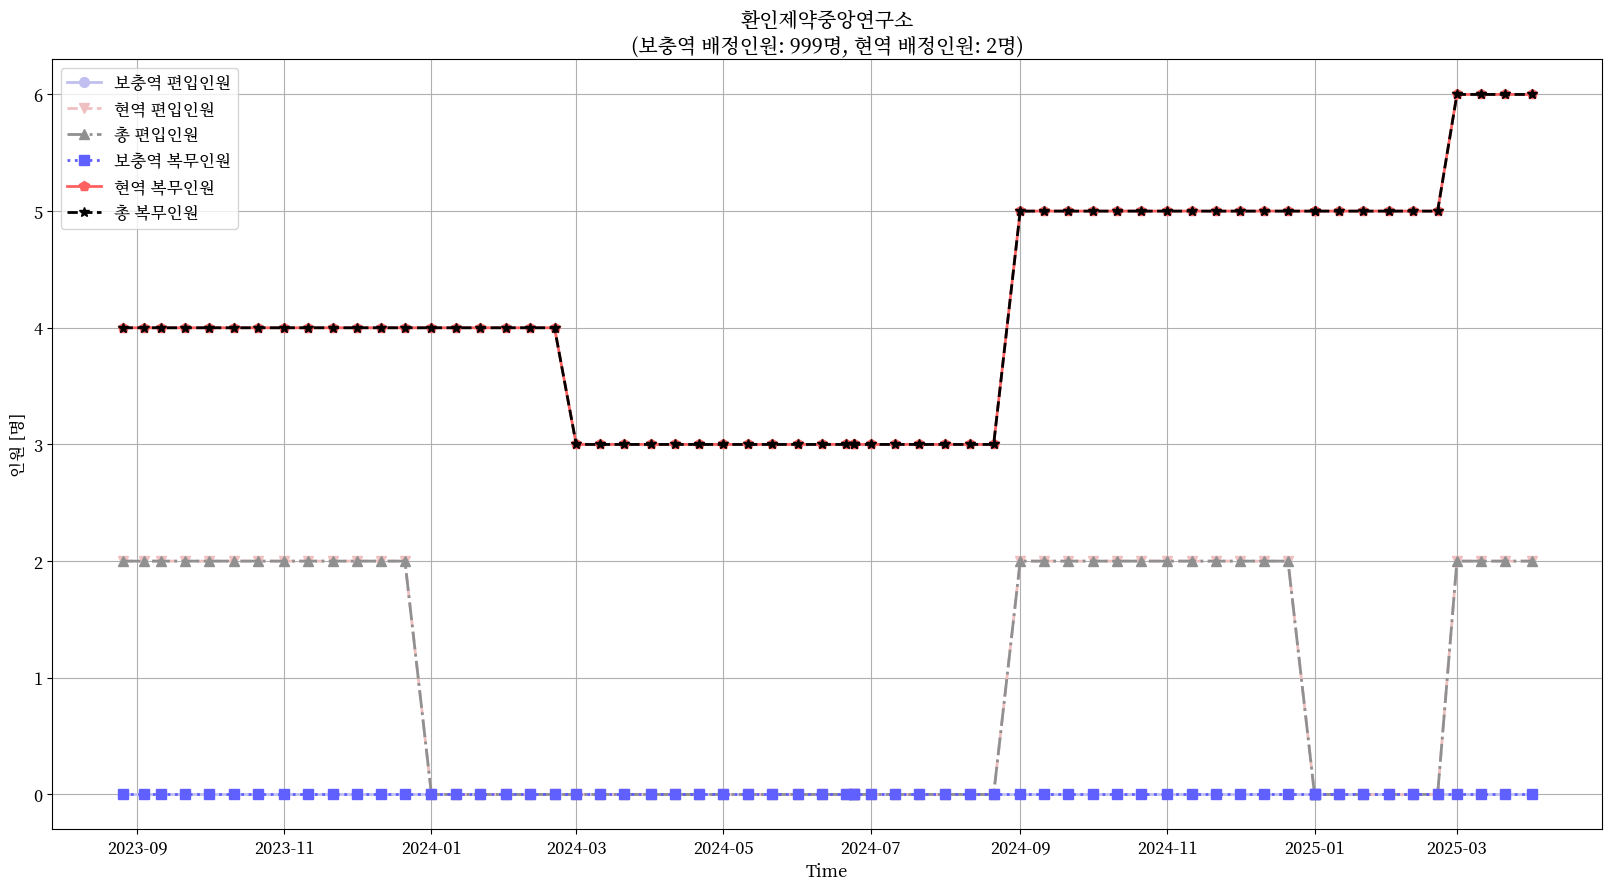 환인제약중앙연구소
(보충역 배정인원: 999명, 현역 배정인원: 2명)
보충역 편입인원
현역 편입인원
총 편입인원
보충역 복무인원
현역 복무인원
총 복무인원
인원 [명]
6
5
4
3
2
1
0
2023-09
2023-11
2024-01
2024-03
2024-05
2024-07
2024-09
2024-11
2025-01
2025-03
Time